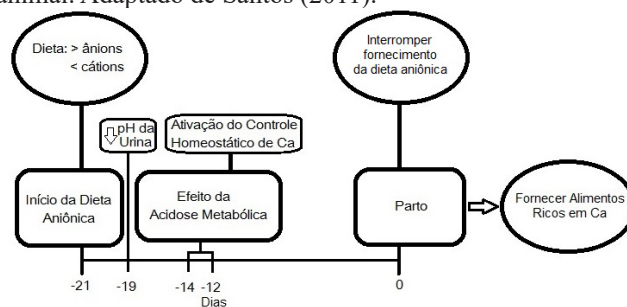 animal. Adaptado de Santos (2011).
Dieta: > ânions
< cátions
Interromper
fornecimento
da dieta aniônica
pH da
Urina
Ativação do Controle
Homeostático de Ca
Início da Dieta
Aniônica
Efeito da
Acidose Metabólica
Parto
Fornecer Alimentos
Ricos em Ca
-21
-19
-14 -12
0
Dias